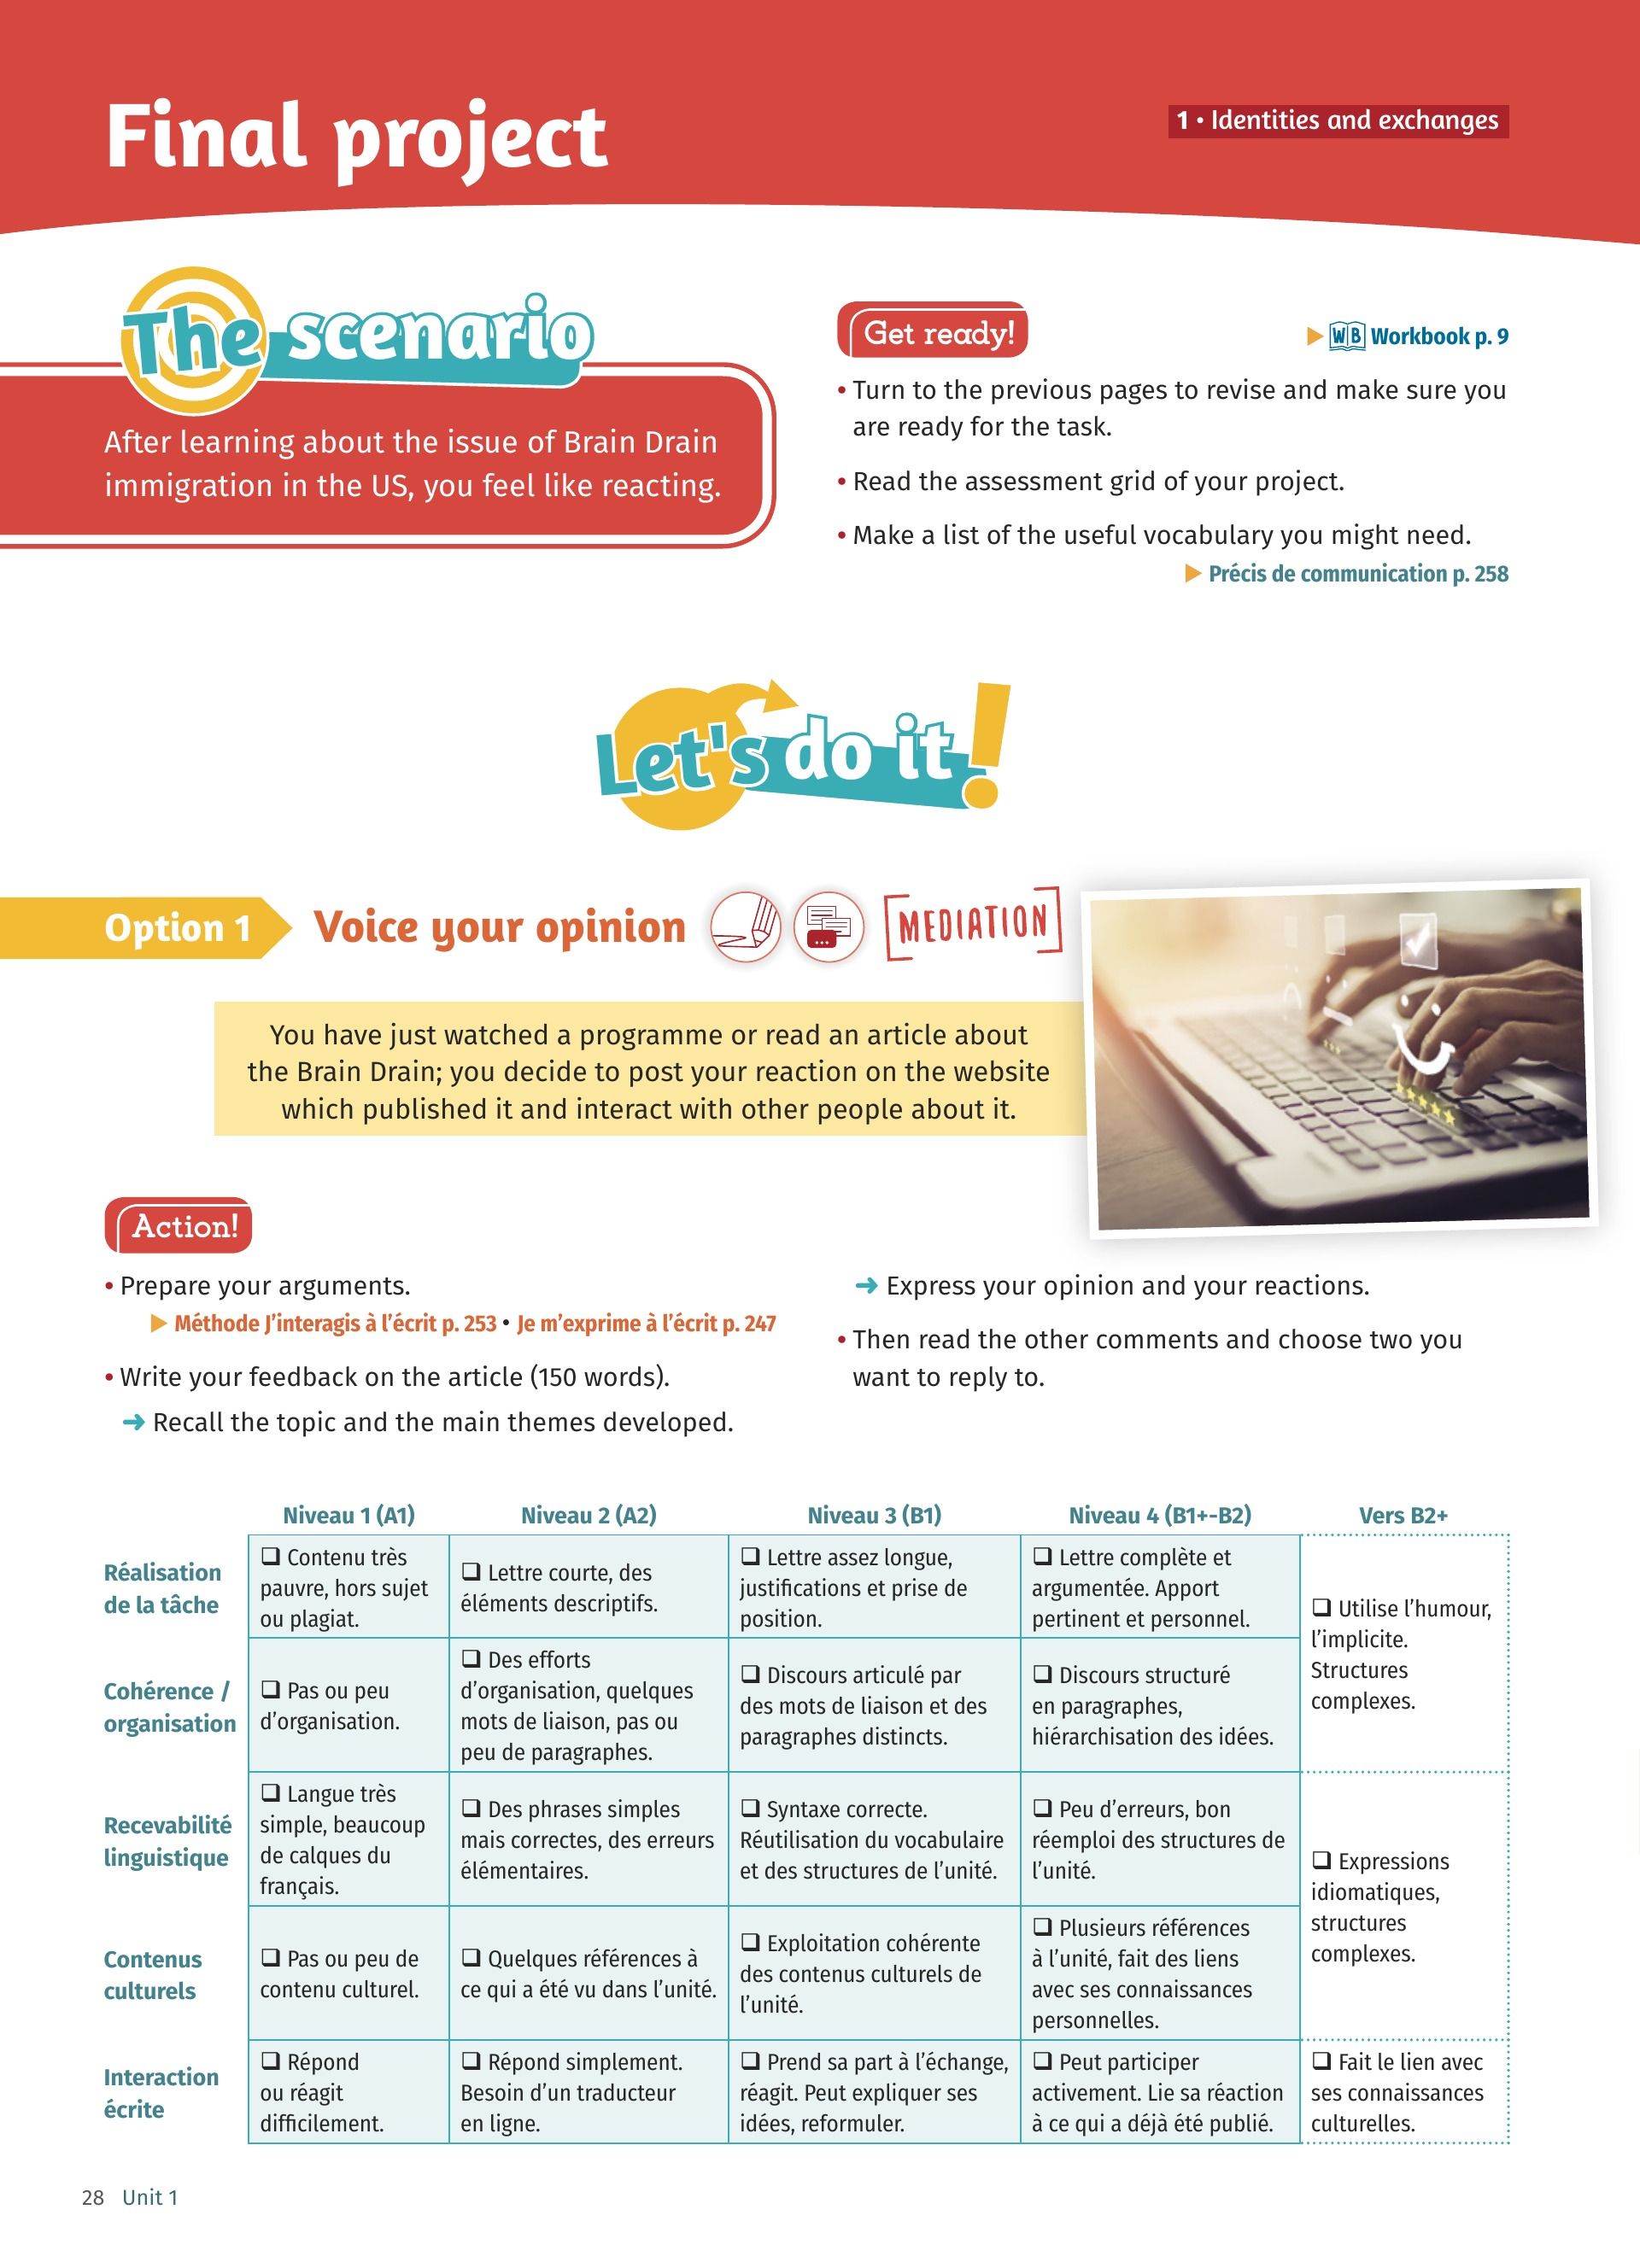 Final project
1 • Identities and exchanges
The scenario
After learning about the issue of Brain Drain
immigration in the US, you feel like reacting.
Get ready!
▶ WB Workbook p. 9
• Turn to the previous pages to revise and make sure you
are ready for the task.
• Read the assessment grid of your project.
• Make a list of the useful vocabulary you might need.
▶ Précis de communication p. 258
Let's do it!
Option 1
Voice your opinion
MEDIATION
You have just watched a programme or read an article about
the Brain Drain; you decide to post your reaction on the website
which published it and interact with other people about it.
Action!
• Prepare your arguments.
▶ Méthode J’interagis à l’écrit p. 253 • Je m’exprime à l’écrit p. 247
• Write your feedback on the article (150 words).
➜ Recall the topic and the main themes developed.
➜ Express your opinion and your reactions.
• Then read the other comments and choose two you
want to reply to.
Niveau 1 (A1)
Niveau 2 (A2)
Niveau 3 (B1)
Niveau 4 (B1+-B2)
Vers B2+
Réalisation
de la tâche
❑ Contenu très
pauvre, hors sujet
ou plagiat.
❑ Lettre courte, des
éléments descriptifs.
❑ Lettre assez longue,
justifications et prise de
position.
❑ Lettre complète et
argumentée. Apport
pertinent et personnel.
❑ Utilise l’humour,
l’implicite.
Structures
complexes.
Cohérence /
organisation
❑ Pas ou peu
d’organisation.
❑ Des efforts
d’organisation, quelques
mots de liaison, pas ou
peu de paragraphes.
❑ Discours articulé par
des mots de liaison et des
paragraphes distincts.
❑ Discours structuré
en paragraphes,
hiérarchisation des idées.
Recevabilité
linguistique
❑ Langue très
simple, beaucoup
de calques du
français.
❑ Des phrases simples
mais correctes, des erreurs
élémentaires.
❑ Syntaxe correcte.
Réutilisation du vocabulaire
et des structures de l’unité.
❑ Peu d’erreurs, bon
réemploi des structures de
l’unité.
❑ Expressions
idiomatiques,
structures
complexes.
Contenus
culturels
❑ Pas ou peu de
contenu culturel.
❑ Quelques références à
ce qui a été vu dans l’unité.
❑ Exploitation cohérente
des contenus culturels de
l’unité.
❑ Plusieurs références
à l’unité, fait des liens
avec ses connaissances
personnelles.
Interaction
écrite
❑ Répond
ou réagit
difficilement.
❑ Répond simplement.
Besoin d’un traducteur
en ligne.
❑ Prend sa part à l’échange,
réagit. Peut expliquer ses
idées, reformuler.
❑ Peut participer
activement. Lie sa réaction
à ce qui a déjà été publié.
❑ Fait le lien avec
ses connaissances
culturelles.
28 Unit 1